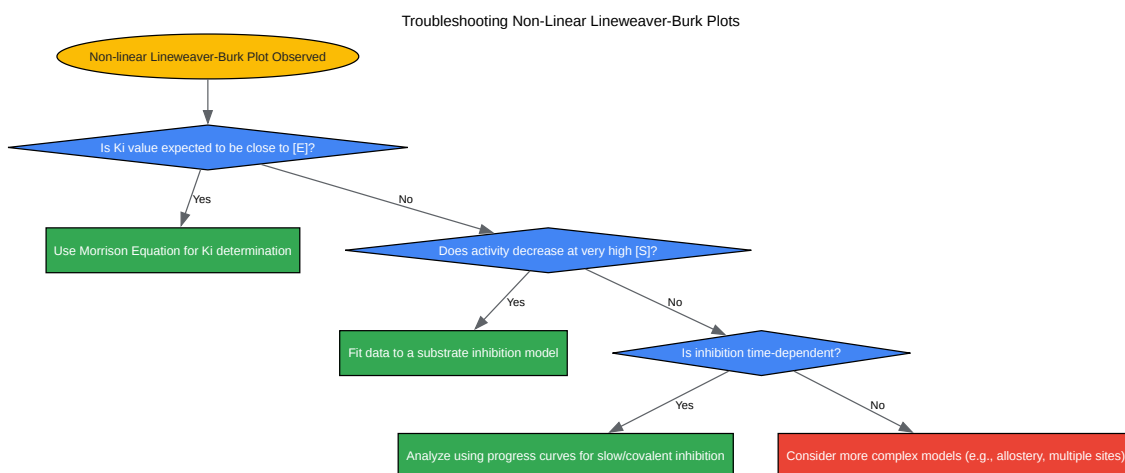 Troubleshooting Non-Linear Lineweaver-Burk Plots
Non-linear Lineweaver-Burk Plot Observed
Is Ki value expected to be close to [E]?
Yes
No
Use Morrison Equation for Ki determination
Does activity decrease at very high [S]?
Yes
No
Fit data to a substrate inhibition model
Is inhibition time-dependent?
Yes
No
Analyze using progress curves for slow/covalent inhibition
Consider more complex models (e.g., allostery, multiple sites)